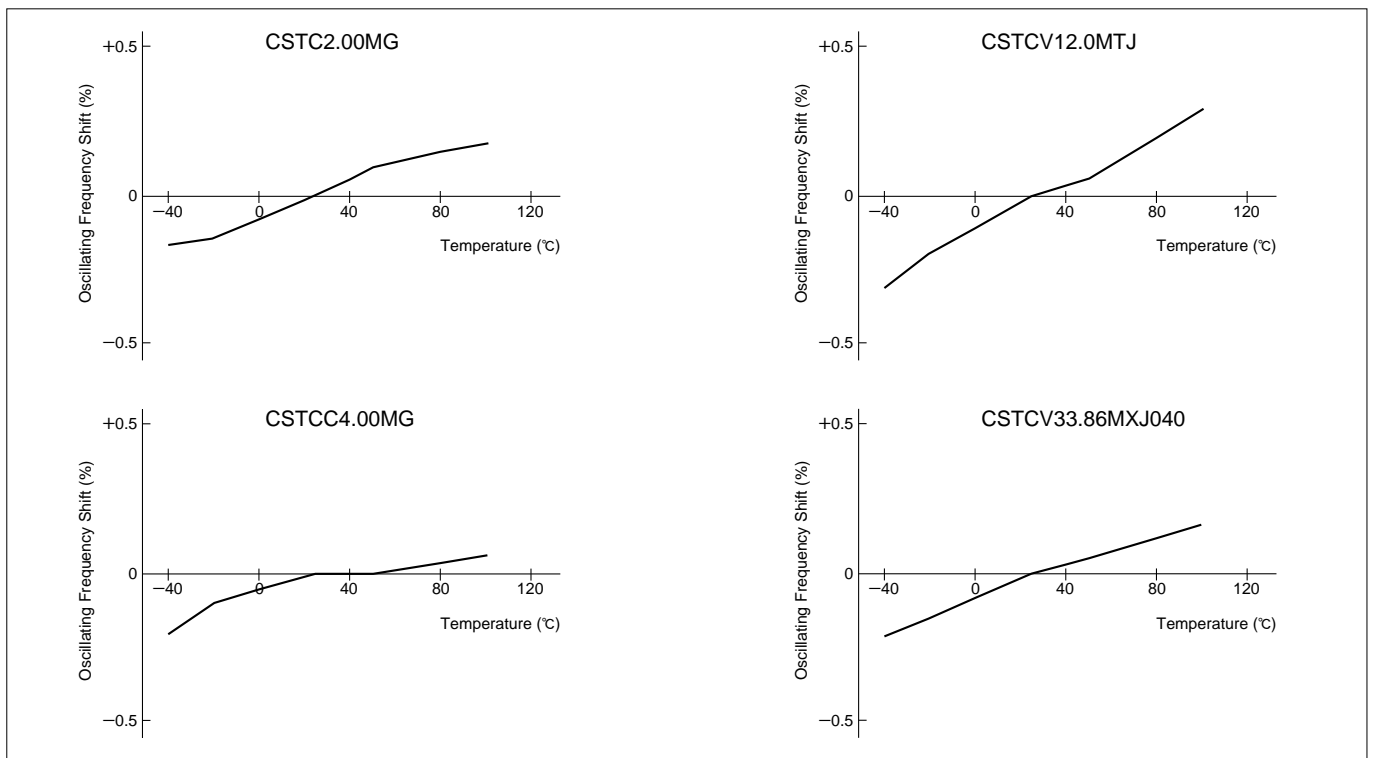 CSTC2.00MG
+0.5
0
−0.5
−40
0
40
80
120
Temperature (℃)
Oscillating Frequency Shift (%)
CSTCV12.0MTJ
+0.5
0
−0.5
−40
0
40
80
120
Temperature (℃)
Oscillating Frequency Shift (%)
CSTCC4.00MG
+0.5
0
−0.5
−40
0
40
80
120
Temperature (℃)
Oscillating Frequency Shift (%)
CSTCV33.86MXJ040
+0.5
0
−0.5
−40
0
40
80
120
Temperature (℃)
Oscillating Frequency Shift (%)